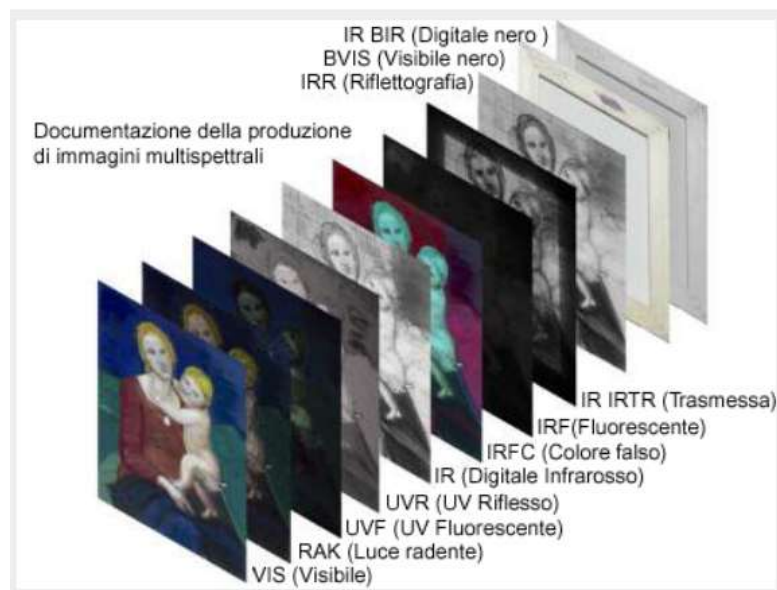 IR BIR (Digitale nero )
BVIS (Visibile nero)
IRR (Riflettografia)
Documentazione della produzione
di immagini multispettrali
IR IRTR (Trasmessa)
IRF(Fluorescente)
IRFC (Colore falso)
IR (Digitale Infrarosso)
UVR (UV Riflesso)
UVF (UV Fluorescente)
RAK (Luce radente)
VIS (Visibile)